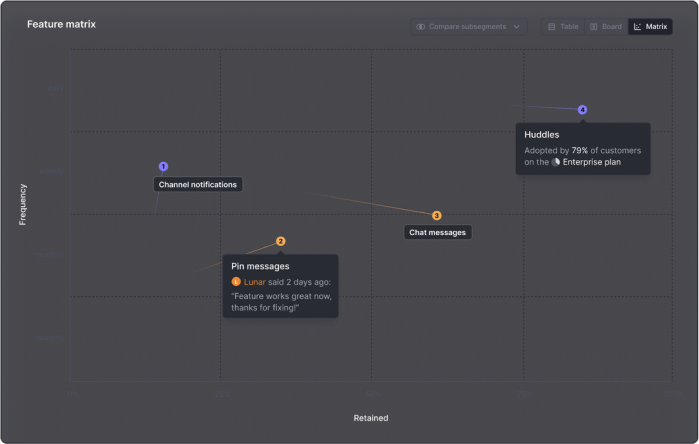 Feature matrix
Compare subsegments
Table
Board
Matrix
4
Huddles
Adopted by 79% of customers
on the Enterprise plan
1
Channel notifications
Frequency
3
Chat messages
2
Pin messages
L Lunar said 2 days ago:
"Feature works great now,
thanks for fixing!"
Retained